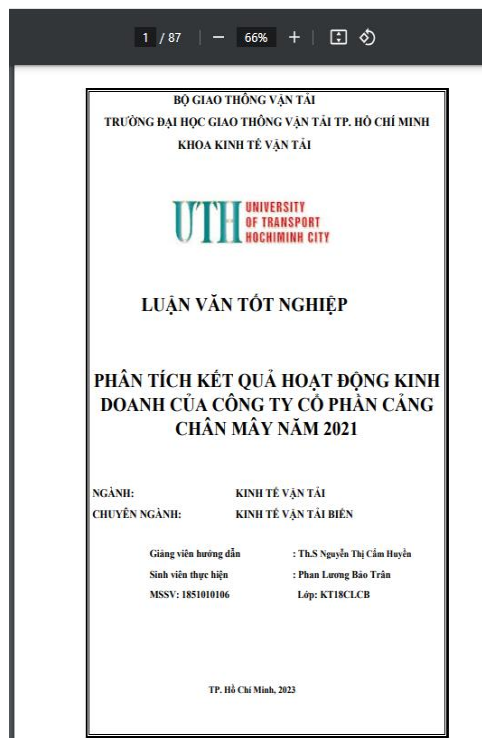 1 / 87 — 66% +
BỘ GIAO THÔNG VẬN TẢI
TRƯỜNG ĐẠI HỌC GIAO THÔNG VẬN TẢI TP. HỒ CHÍ MINH
KHOA KINH TẾ VẬN TẢI
UTH UNIVERSITY
OF TRANSPORT
HOCHIMINH CITY
LUẬN VĂN TỐT NGHIỆP
PHÂN TÍCH KẾT QUẢ HOẠT ĐỘNG KINH
DOANH CỦA CÔNG TY CỔ PHẦN CẢNG
CHÂN MÂY NĂM 2021
NGÀNH: KINH TẾ VẬN TẢI
CHUYÊN NGÀNH: KINH TẾ VẬN TẢI BIỂN
Giảng viên hướng dẫn : Th.S Nguyễn Thị Cẩm Huyền
Sinh viên thực hiện : Phan Lương Bảo Trân
MSSV: 1851010106 Lớp: KT18CLCB
TP. Hồ Chí Minh, 2023